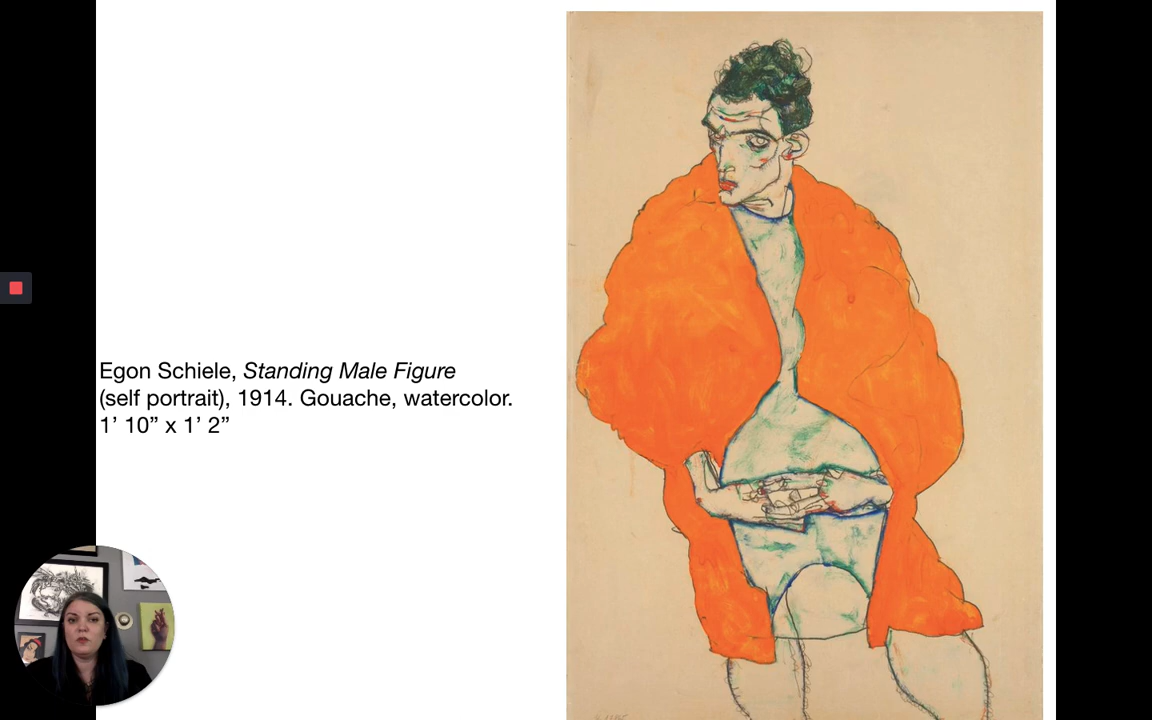 Egon Schiele, Standing Male Figure
(self portrait), 1914. Gouache, watercolor.
1’ 10” x 1’ 2”